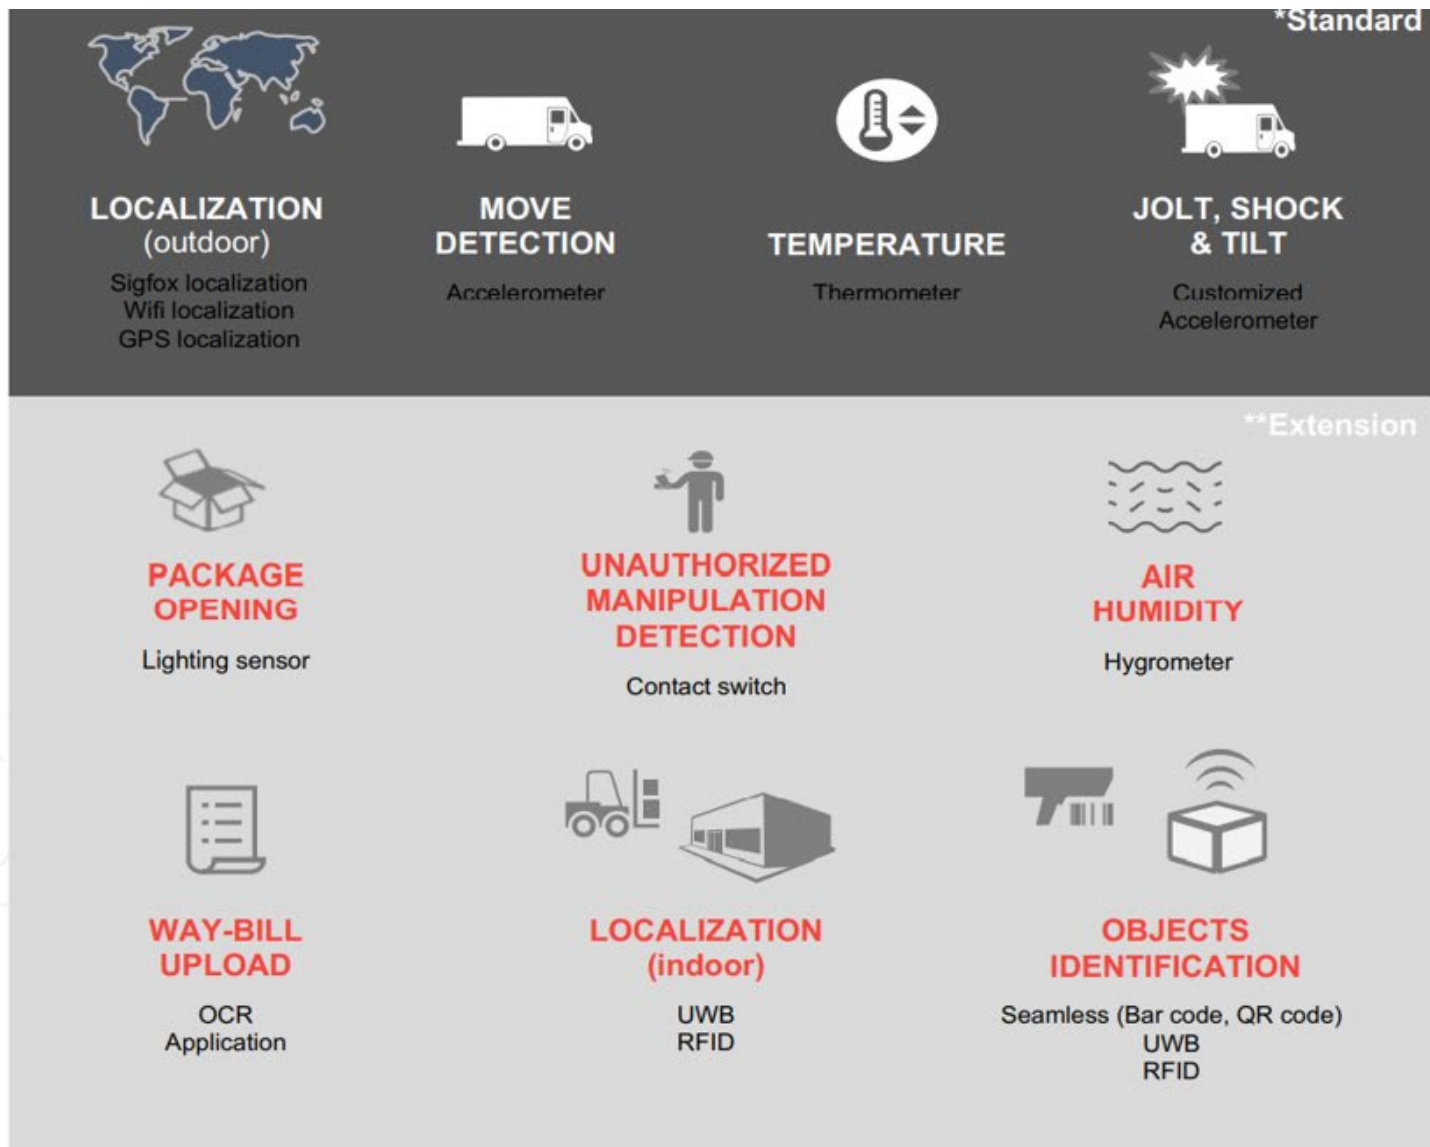 *Standard
LOCALIZATION
(outdoor)
Sigfox localization
Wifi localization
GPS localization
MOVE
DETECTION
Accelerometer
TEMPERATURE
Thermometer
JOLT, SHOCK
& TILT
Customized
Accelerometer
**Extension
PACKAGE
OPENING
Lighting sensor
UNAUTHORIZED
MANIPULATION
DETECTION
Contact switch
AIR
HUMIDITY
Hygrometer
WAY-BILL
UPLOAD
OCR
Application
LOCALIZATION
(indoor)
UWB
RFID
OBJECTS
IDENTIFICATION
Seamless (Bar code, QR code)
UWB
RFID